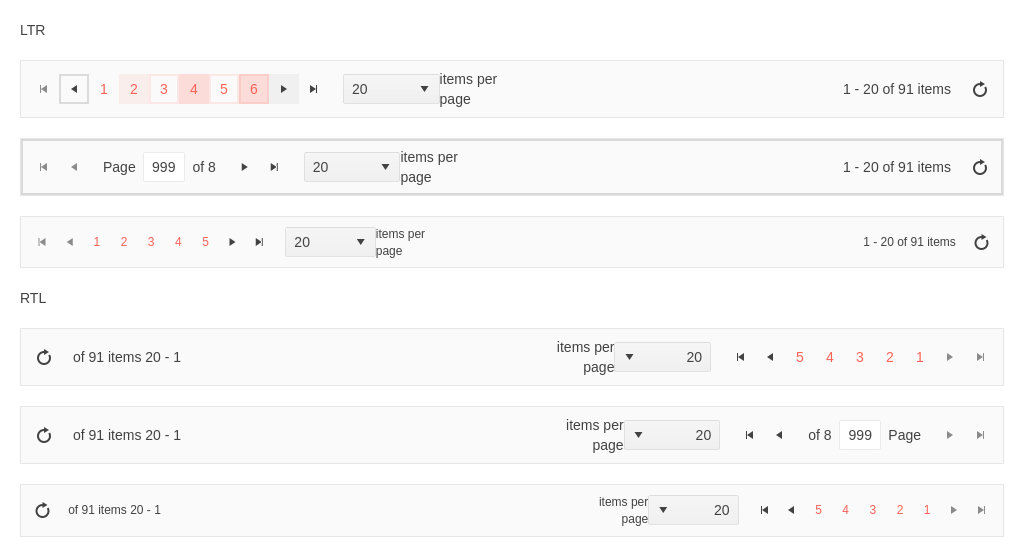 LTR
1 2 3 4 5 6 20 items per page 1 - 20 of 91 items
Page 999 of 8 20 items per page 1 - 20 of 91 items
1 2 3 4 5 20 items per page 1 - 20 of 91 items
RTL
of 91 items 20 - 1 items per page 20 5 4 3 2 1
of 91 items 20 - 1 items per page 20 of 8 999 Page
of 91 items 20 - 1 items per page 20 5 4 3 2 1